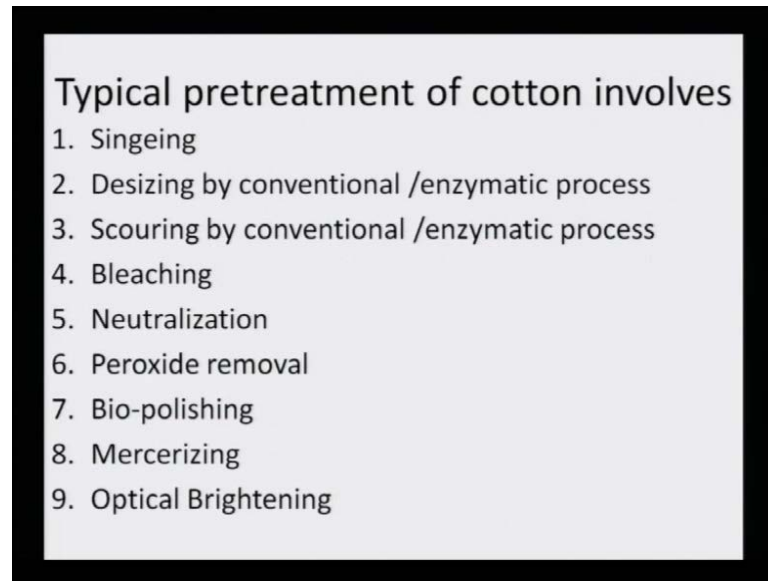 Typical pretreatment of cotton involves
1. Singeing
2. Desizing by conventional /enzymatic process
3. Scouring by conventional /enzymatic process
4. Bleaching
5. Neutralization
6. Peroxide removal
7. Bio-polishing
8. Mercerizing
9. Optical Brightening